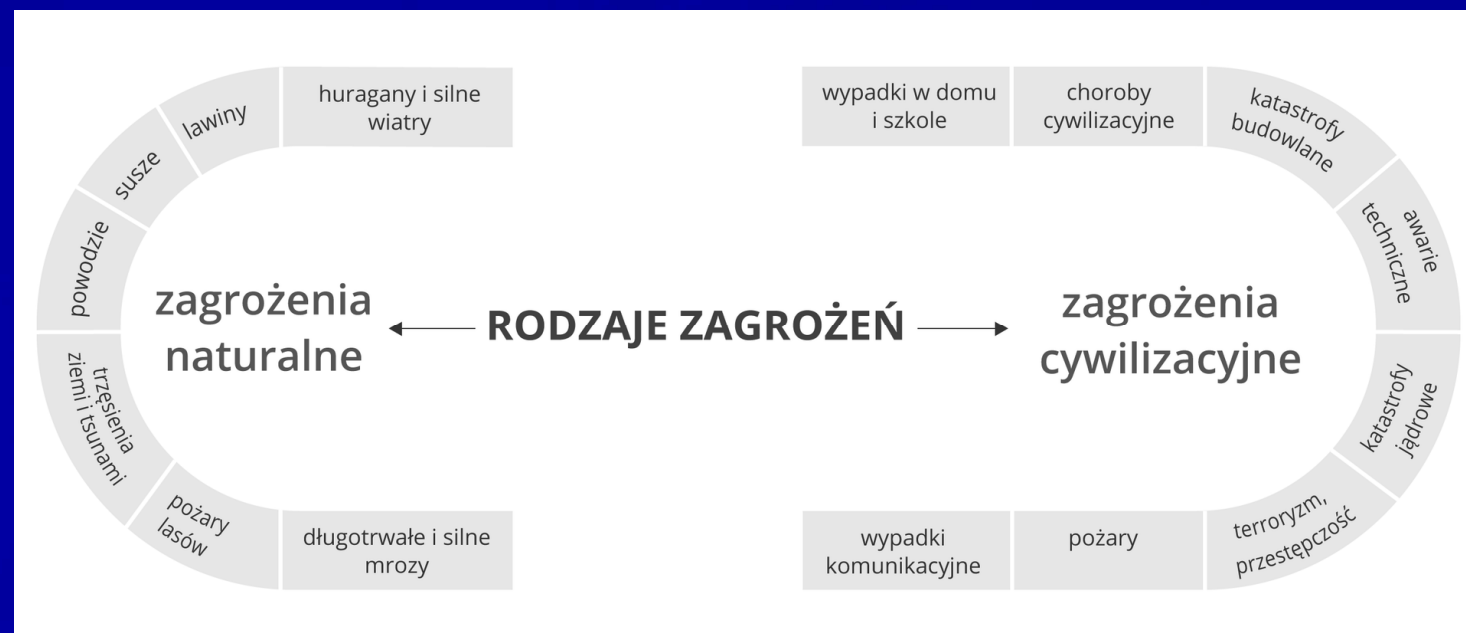 huragany i silne
wiatry
lawiny
susze
powodzie
trzęsienia
ziemi i tsunami
pożary
lasów
długotrwałe i silne
mrozy
zagrożenia
naturalne
RODZAJE ZAGROŻEŃ
zagrożenia
cywilizacyjne
wypadki w domu
i szkole
choroby
cywilizacyjne
katastrofy
budowlane
awarie
techniczne
katastrofy
jądrowe
terroryzm,
przestępczość
pożary
wypadki
komunikacyjne